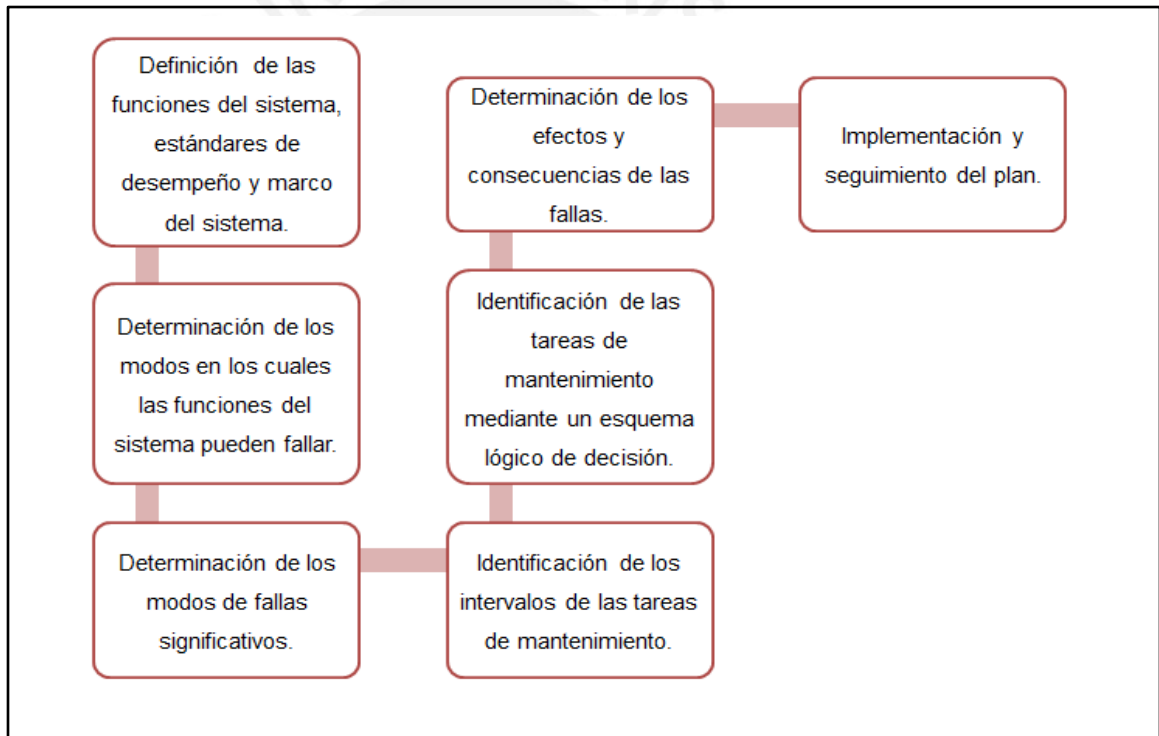 Definición de las
funciones del sistema,
estándares de
desempeño y marco
del sistema.
Determinación de los
modos en los cuales
las funciones del
sistema pueden fallar.
Determinación de los
modos de fallas
significativos.
Identificación de los
intervalos de las tareas
de mantenimiento.
Identificación de las
tareas de
mantenimiento
mediante un esquema
lógico de decisión.
Determinación de los
efectos y
consecuencias de las
fallas.
Implementación y
seguimiento del plan.